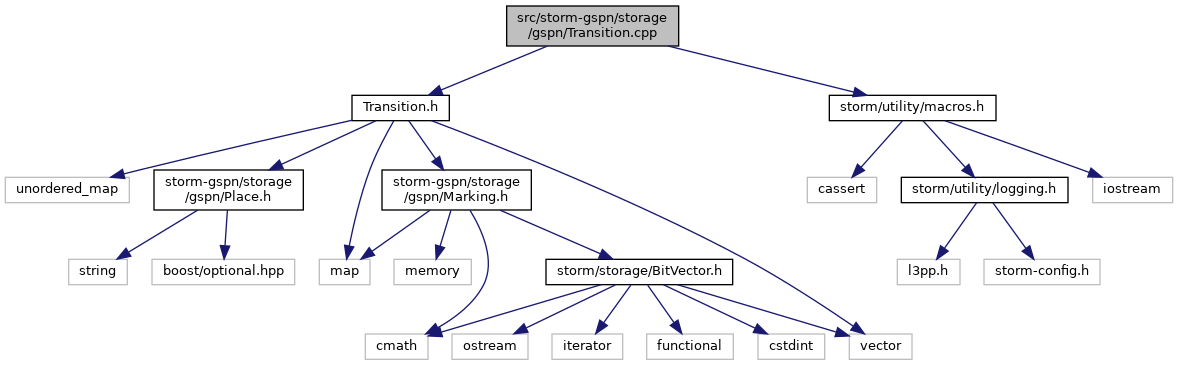 src/storm-gspn/storage
/gspn/Transition.cpp
Transition.h
storm/utility/macros.h
unordered_map
storm-gspn/storage
/gspn/Place.h
storm-gspn/storage
/gspn/Marking.h
cassert
storm/utility/logging.h
iostream
string
boost/optional.hpp
map
memory
storm/storage/BitVector.h
l3pp.h
storm-config.h
cmath
ostream
iterator
functional
cstdint
vector